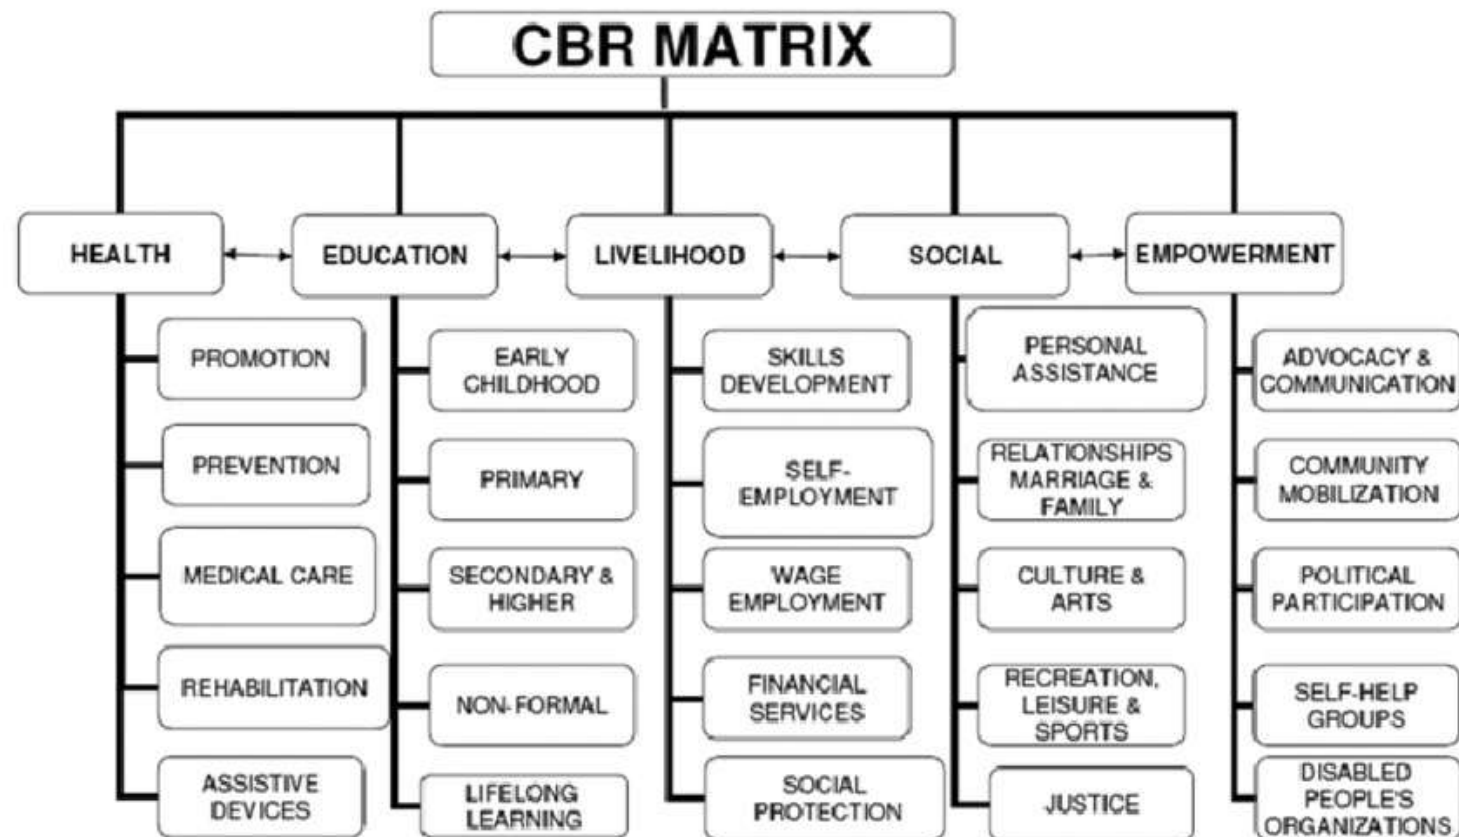 CBR MATRIX
HEALTH
EDUCATION
LIVELIHOOD
SOCIAL
EMPOWERMENT
PROMOTION
PREVENTION
MEDICAL CARE
REHABILITATION
ASSISTIVE
DEVICES
EARLY
CHILDHOOD
PRIMARY
SECONDARY &
HIGHER
NON-FORMAL
LIFELONG
LEARNING
SKILLS
DEVELOPMENT
SELF-
EMPLOYMENT
WAGE
EMPLOYMENT
FINANCIAL
SERVICES
SOCIAL
PROTECTION
PERSONAL
ASSISTANCE
RELATIONSHIPS
MARRIAGE &
FAMILY
CULTURE &
ARTS
RECREATION,
LEISURE &
SPORTS
JUSTICE
ADVOCACY &
COMMUNICATION
COMMUNITY
MOBILIZATION
POLITICAL
PARTICIPATION
SELF-HELP
GROUPS
DISABLED
PEOPLE'S
ORGANIZATIONS